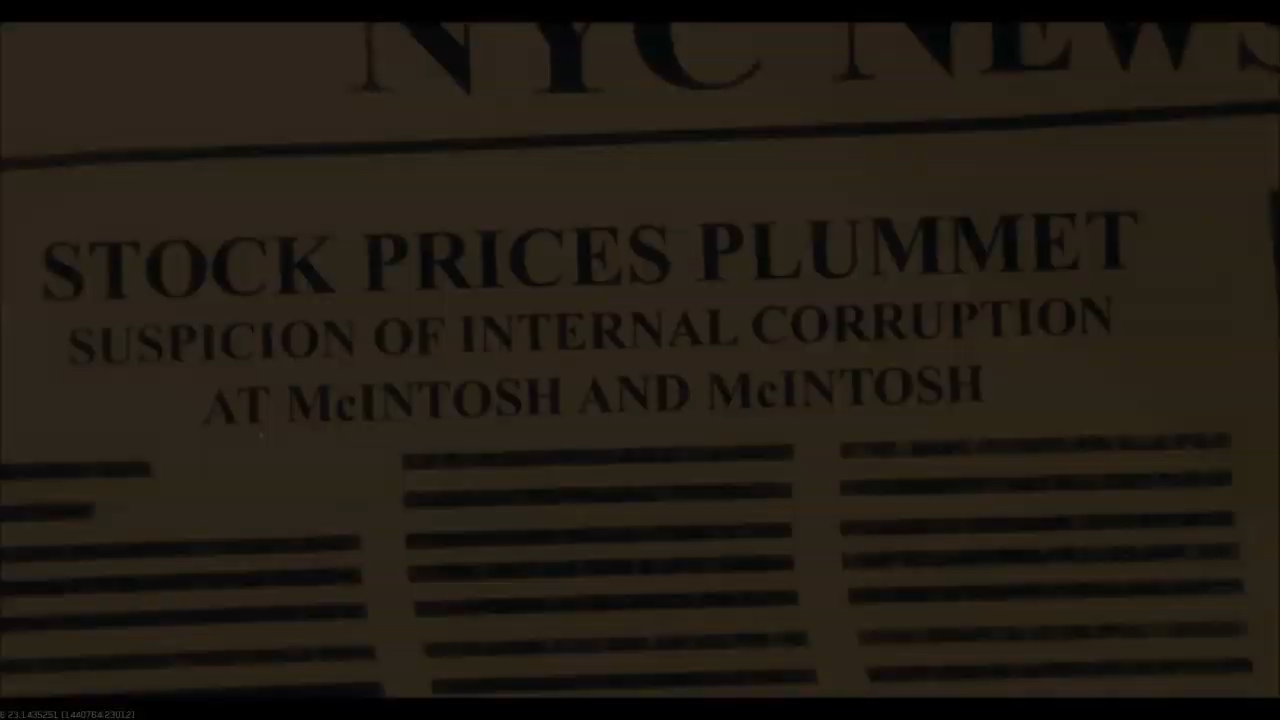 NYC NEWS
STOCK PRICES PLUMMET
SUSPICION OF INTERNAL CORRUPTION
AT McINTOSH AND McINTOSH